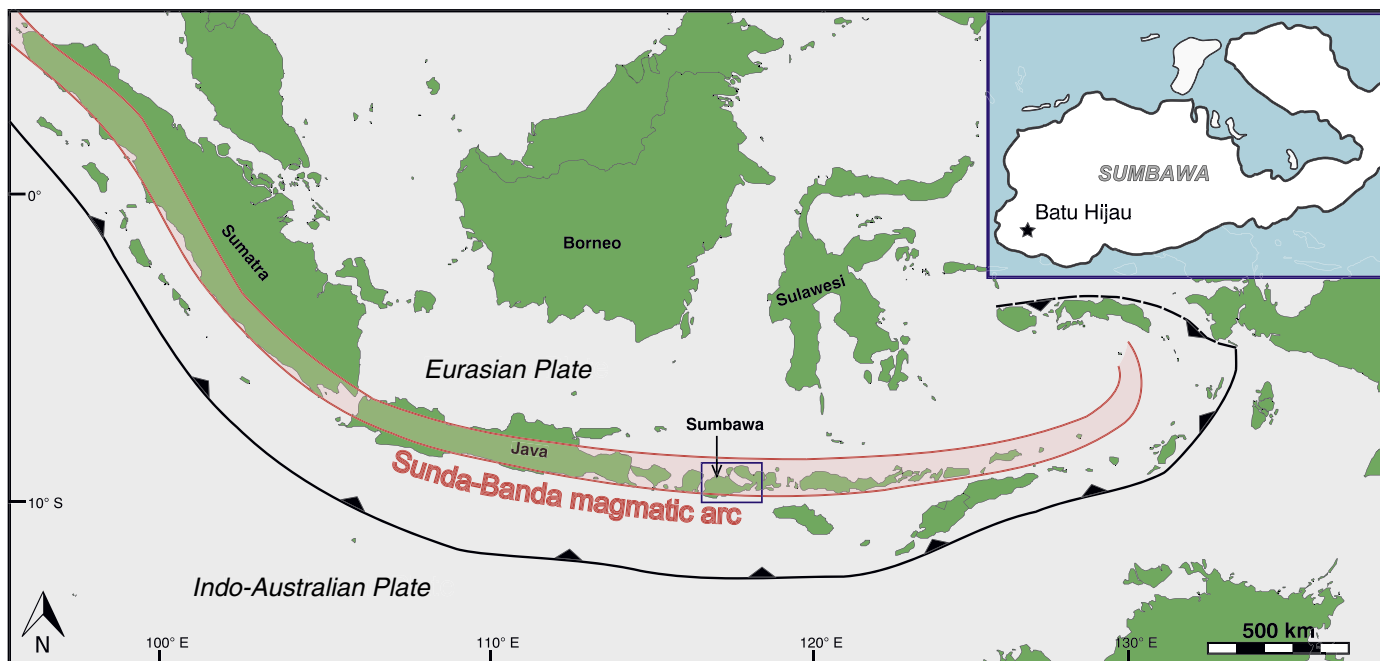 SUMBAWA
Batu Hijau
0°
Sumatra
Borneo
Sulawesi
Eurasian Plate
Sumbawa
Java
Sunda-Banda magmatic arc
10° S
Indo-Australian Plate
N
500 km
100° E
110° E
120° E
130° E